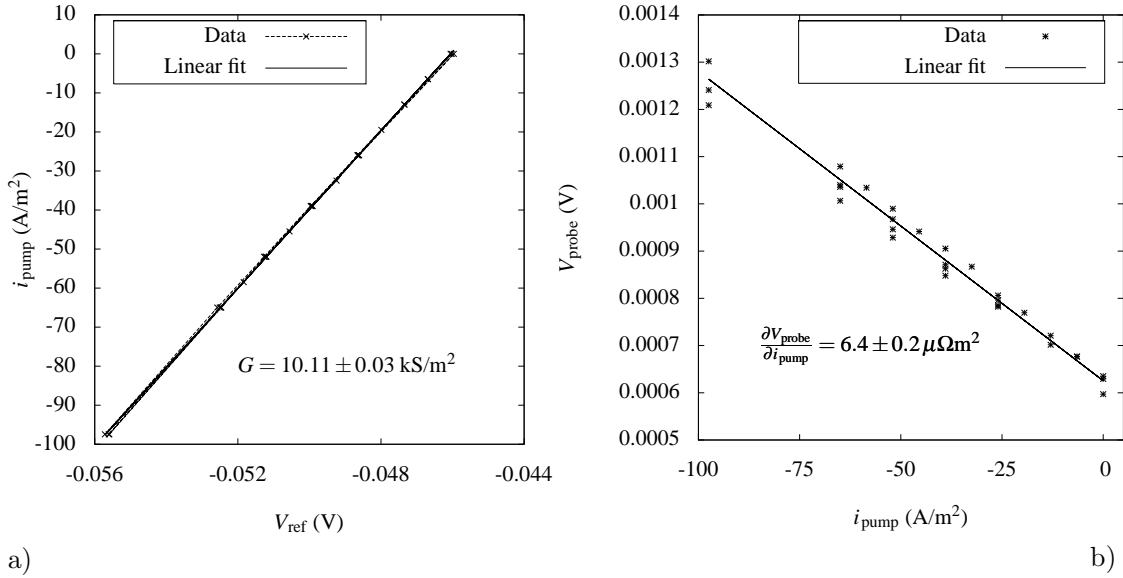 10
0
-10
-20
-30
-40
-50
-60
-70
-80
-90
-100
-0.056
-0.052
-0.048
-0.044
i_pump (A/m²)
V_ref (V)
Data
Linear fit
G = 10.11 ± 0.03 kS/m²
a)
0.0014
0.0013
0.0012
0.0011
0.001
0.0009
0.0008
0.0007
0.0006
0.0005
-100
-75
-50
-25
0
V_probe (V)
i_pump (A/m²)
Data
Linear fit
∂V_probe/∂i_pump = 6.4 ± 0.2 μΩm²
b)